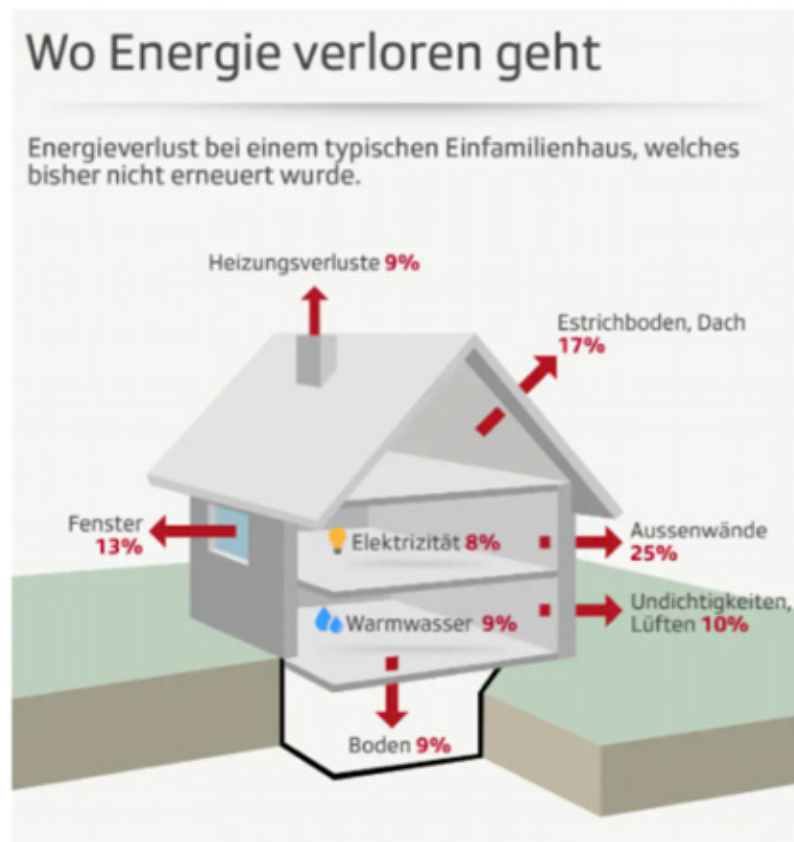 Wo Energie verloren geht
Energieverlust bei einem typischen Einfamilienhaus, welches
bisher nicht erneuert wurde.
Heizungsverluste 9%
Estrichboden, Dach
17%
Fenster
13%
Elektrizität 8%
Aussenwände
25%
Warmwasser 9%
Undichtigkeiten,
Lüften 10%
Boden 9%